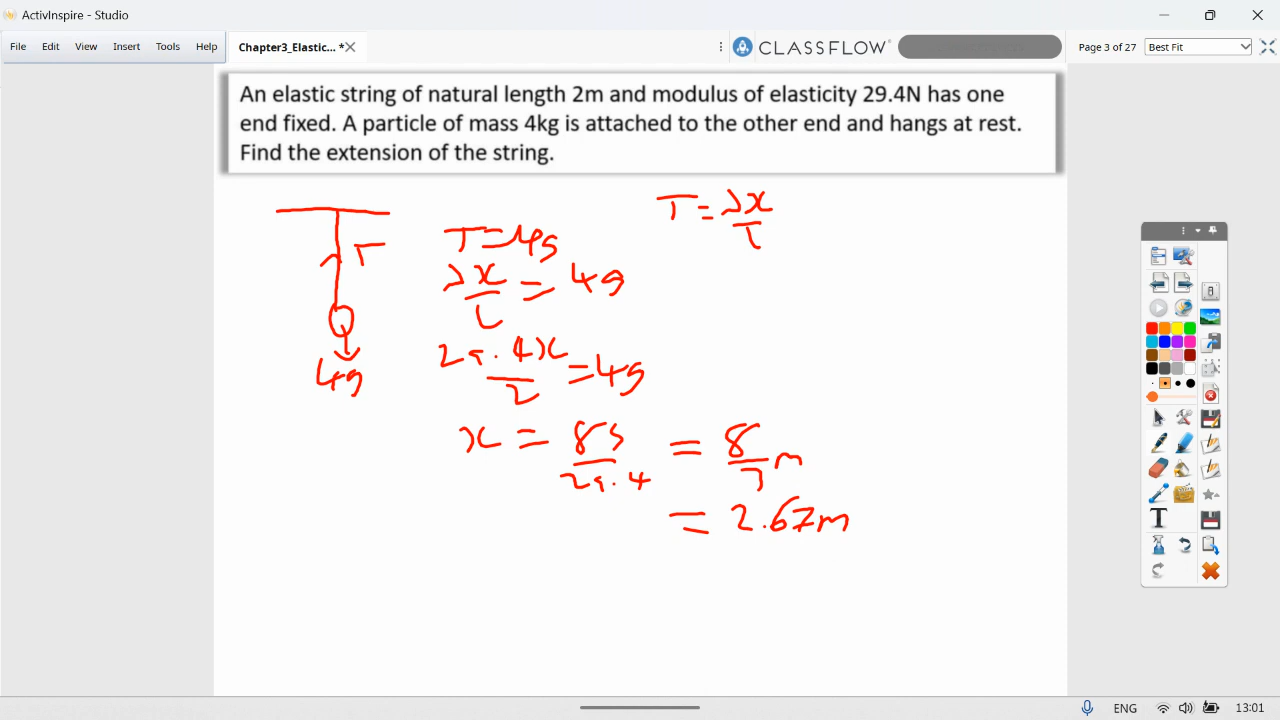 ActivInspire - Studio
File Edit View Insert Tools Help
Chapter3_Elastic... *
CLASSFLOW
Page 3 of 27
Best Fit
An elastic string of natural length 2m and modulus of elasticity 29.4N has one
end fixed. A particle of mass 4kg is attached to the other end and hangs at rest.
Find the extension of the string.
T
4g
T = λx/l
T = 4g
λx/l = 4g
29.4x/2 = 4g
x = 8g/29.4 = 8/3 m
= 2.67m
T
ENG
13:01